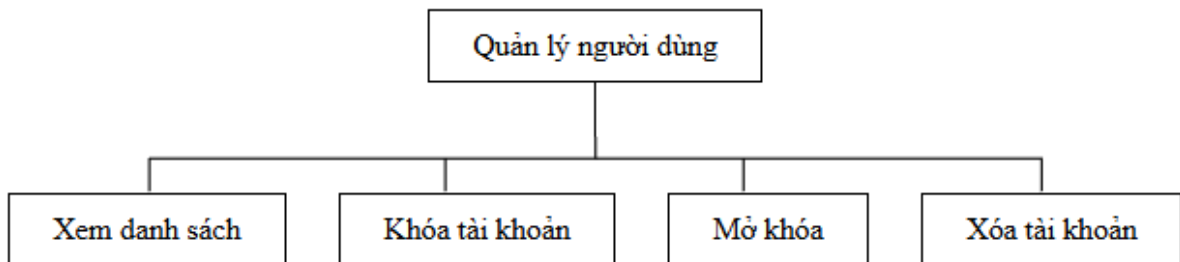 Quản lý người dùng
Xem danh sách
Khóa tài khoản
Mở khóa
Xóa tài khoản